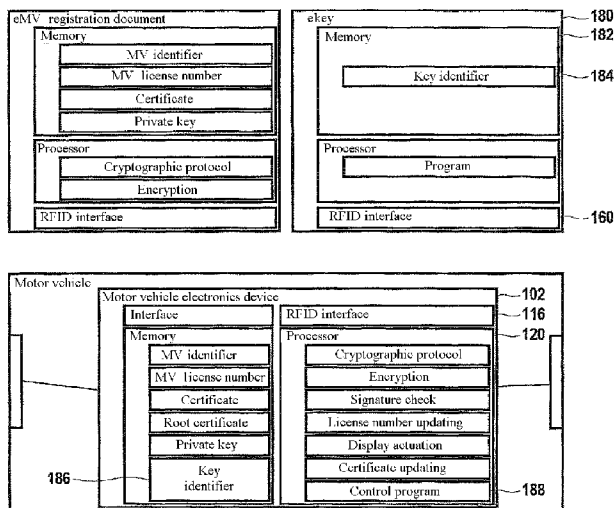 eMV registration document
Memory
MV identifier
MV license number
Certificate
Private key
Processor
Cryptographic protocol
Encryption
RFID interface
ekey
180
Memory
182
Key identifier
184
Processor
Program
RFID interface
160
Motor vehicle
Motor vehicle electronics device
102
Interface
RFID interface
116
Memory
MV identifier
MV license number
Certificate
Root certificate
Private key
186
Key
identifier
Processor
120
Cryptographic protocol
Encryption
Signature check
License number updating
Display actuation
Certificate updating
Control program
188